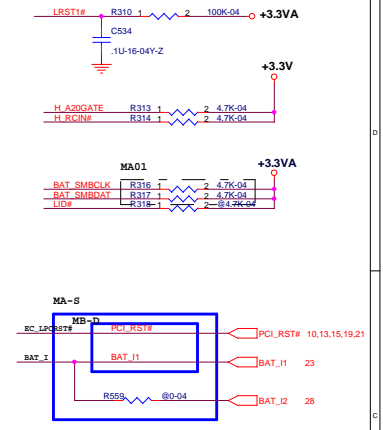 LRST1# R310 1 2 100K-04 +3.3VA
C534
.1U-16-04Y-Z
+3.3V
H_A20GATE R313 1 2 4.7K-04
H_RCIN# R314 1 2 4.7K-04
D
MA01 +3.3VA
BAT_SMBCLK R316 1 2 4.7K-04
BAT_SMBDAT R317 1 2 4.7K-04
LID# R318 1 2 @4.7K-04
MA-S
MB-D
EC_LPCRST# PCI_RST# PCI_RST# 10,13,15,19,21
BAT_I BAT_I1 BAT_I1 23
R559 @0-04 BAT_I2 28
C